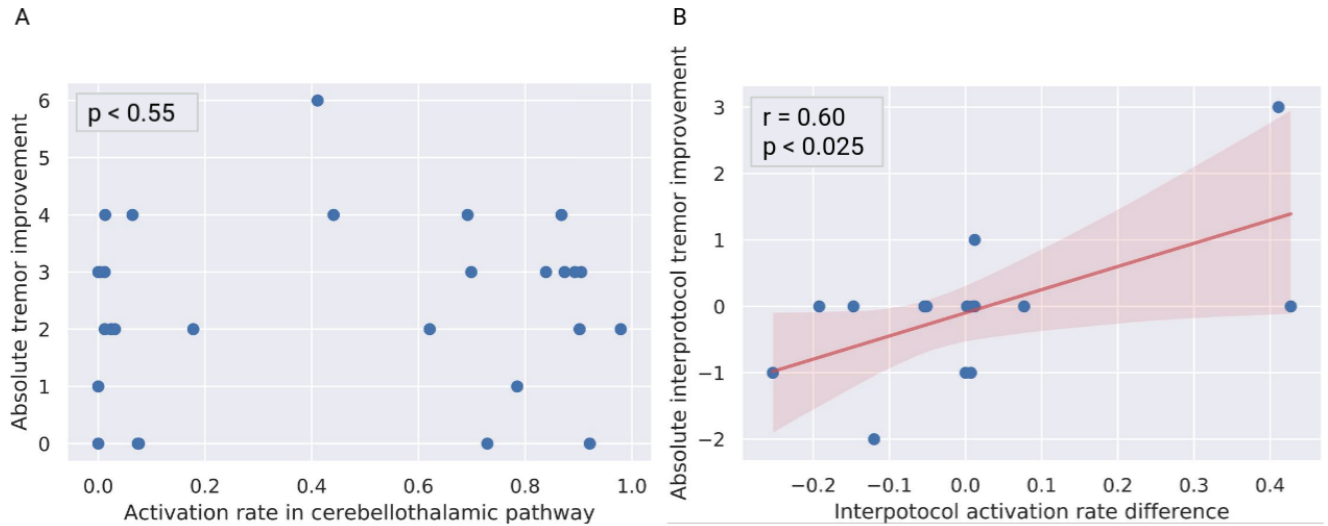 A
p < 0.55
Absolute tremor improvement
6
5
4
3
2
1
0
0.0 0.2 0.4 0.6 0.8 1.0
Activation rate in cerebellothalamic pathway
B
r = 0.60
p < 0.025
Absolute interprotocol tremor improvement
3
2
1
0
−1
−2
−0.2 −0.1 0.0 0.1 0.2 0.3 0.4
Interpotocol activation rate difference